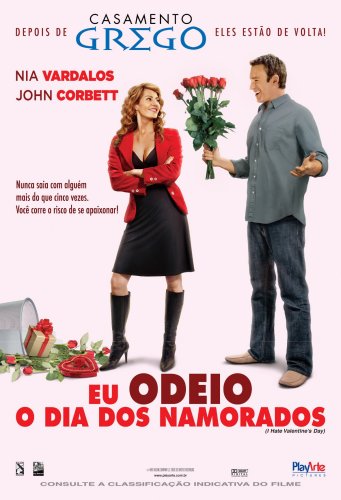 CASAMENTO
DEPOIS DE GREGO ELES ESTÃO DE VOLTA!
NIA VARDALOS
JOHN CORBETT
Nunca saia com alguém
mais do que cinco vezes.
Você corre o risco de se apaixonar!
EU ODEIO
O DIA DOS NAMORADOS
(I Hate Valentine's Day)
PlayArte
PICTURES
CONSULTE A CLASSIFICAÇÃO INDICATIVA DO FILME